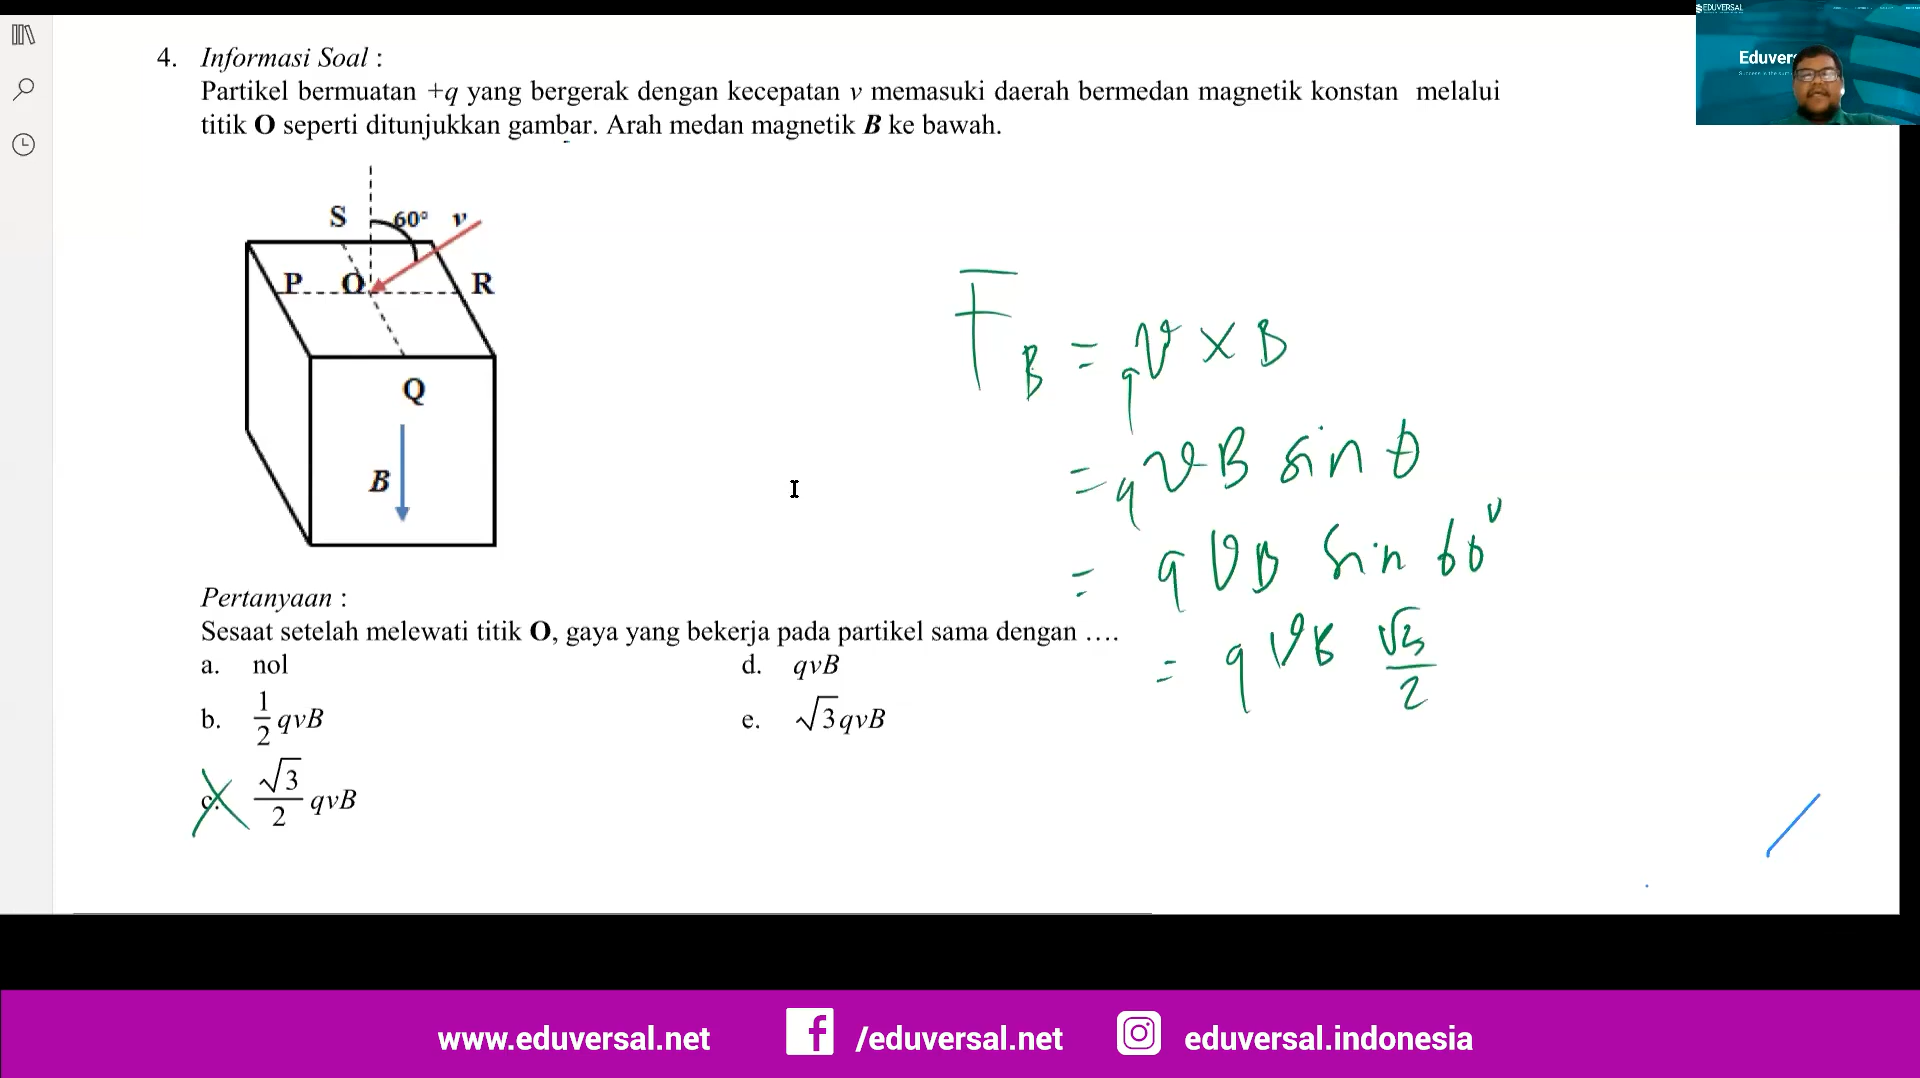 EDUVERSAL
4. Informasi Soal :
Partikel bermuatan +q yang bergerak dengan kecepatan v memasuki daerah bermedan magnetik konstan melalui
titik O seperti ditunjukkan gambar. Arah medan magnetik B ke bawah.
S 60° v
P O R
Q
B
F_B = qv × B
= qvB sin θ
= qvB sin 60°
= qvB √3/2
Pertanyaan :
Sesaat setelah melewati titik O, gaya yang bekerja pada partikel sama dengan ….
a. nol
d. qvB
b. 1/2 qvB
e. √3qvB
c. √3/2 qvB
www.eduversal.net
f /eduversal.net
eduversal.indonesia